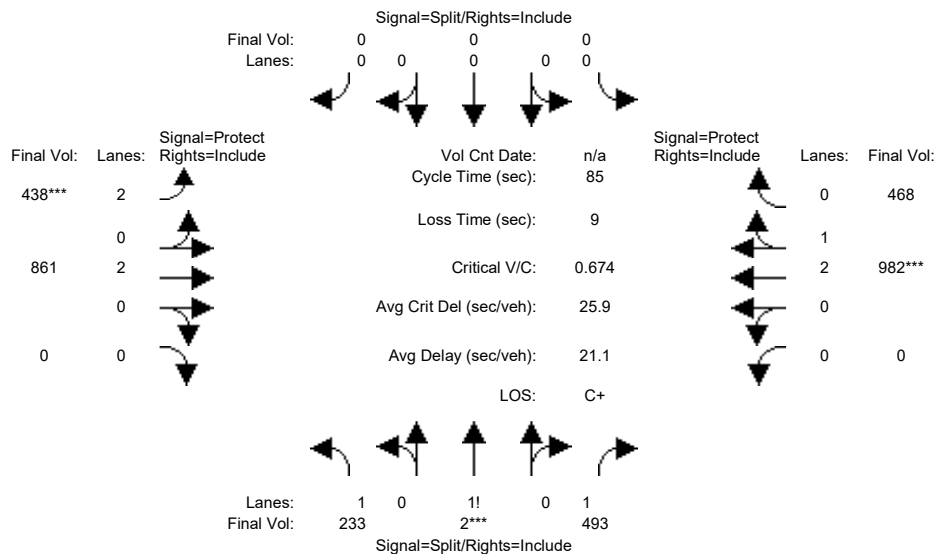 Signal=Split/Rights=Include
Final Vol: 0 0 0
Lanes: 0 0 0 0 0
Signal=Protect
Final Vol: Lanes: Rights=Include
Vol Cnt Date: n/a
Signal=Protect
Rights=Include Lanes: Final Vol:
438*** 2
Cycle Time (sec): 85
0 468
Loss Time (sec): 9
0
1
861 2
Critical V/C: 0.674
2 982***
0
Avg Crit Del (sec/veh): 25.9
0
0 0
Avg Delay (sec/veh): 21.1
0 0
LOS: C+
Lanes: 1 0 1! 0 1
Final Vol: 233 2*** 493
Signal=Split/Rights=Include